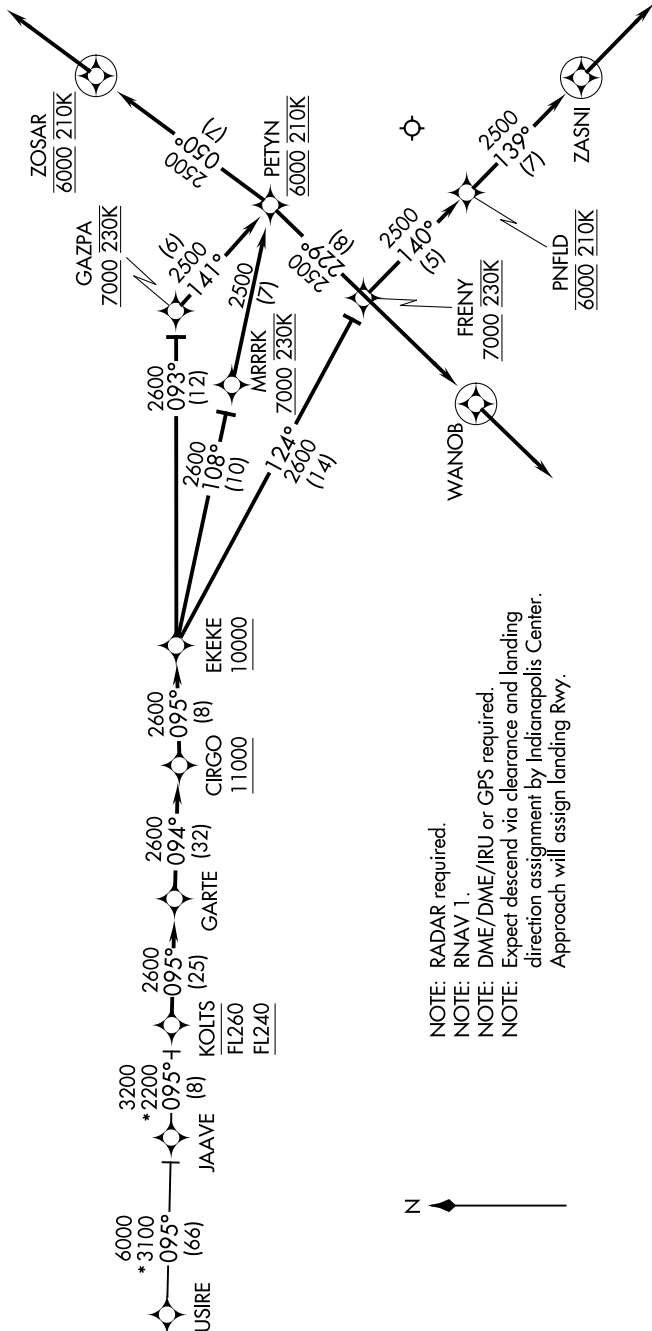 ZOSAR
6000 210K
2500
050°
(7)
GAZPA
7000 230K
(6)
2500
141°
PETYN
6000 210K
2500
(7)
MRRRK
7000 230K
2500
229°
(8)
2500
140°
(5)
FRENY
7000 230K
2500
139°
(7)
PNFLD
6000 210K
ZASNI
WANOB
2600
093°
(12)
2600
108°
(10)
124°
2600
(14)
EKEKE
10000
2600
095°
(8)
CIRGO
11000
2600
094°
(32)
GARTE
2600
095°
(25)
KOLTS
FL260
FL240
3200
*2200
095°
(8)
JAAVE
6000
*3100
095°
(66)
USIRE
NOTE: RADAR required.
NOTE: RNAV 1.
NOTE: DME/DME/IRU or GPS required.
NOTE: Expect descend via clearance and landing
direction assignment by Indianapolis Center.
Approach will assign landing Rwy.
N